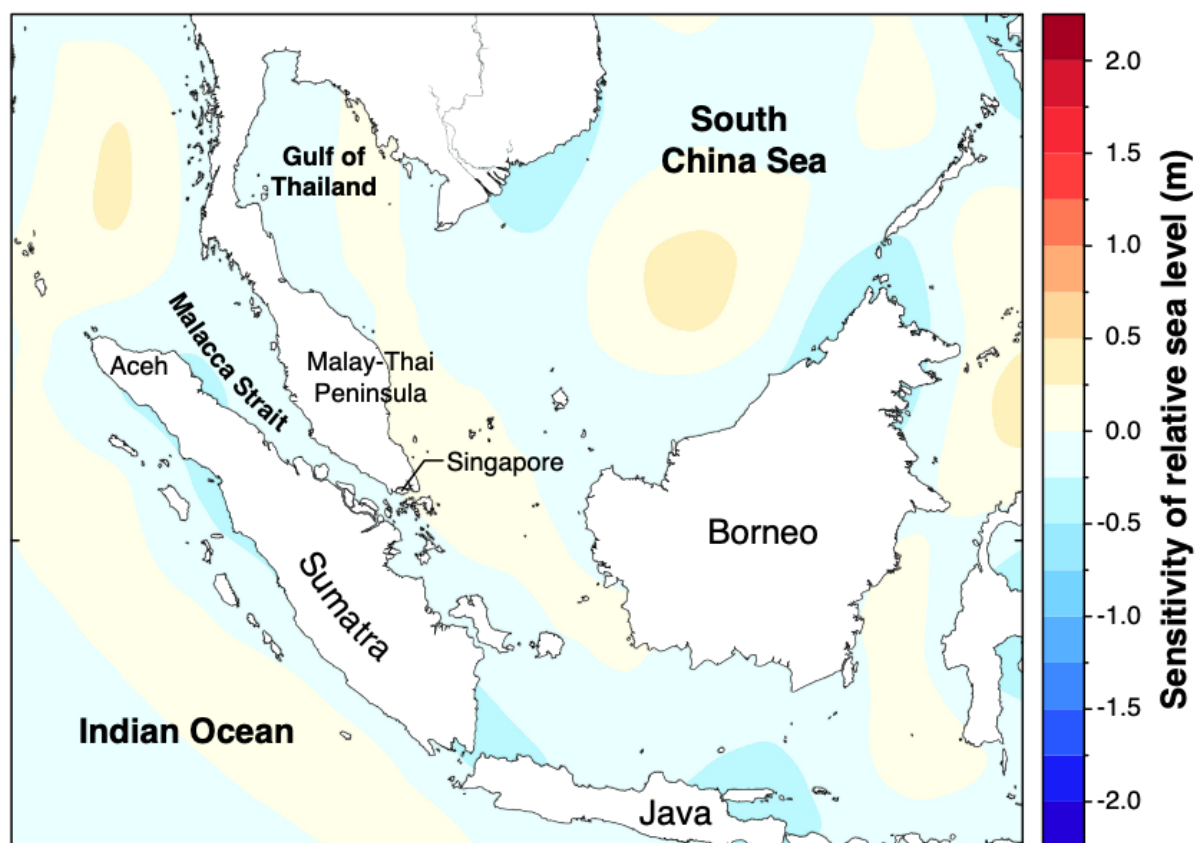 South
China Sea
Gulf of
Thailand
Malacca Strait
Aceh
Malay-Thai
Peninsula
Singapore
Borneo
Sumatra
Indian Ocean
Java
2.0
1.5
1.0
0.5
0.0
-0.5
-1.0
-1.5
-2.0
Sensitivity of relative sea level (m)